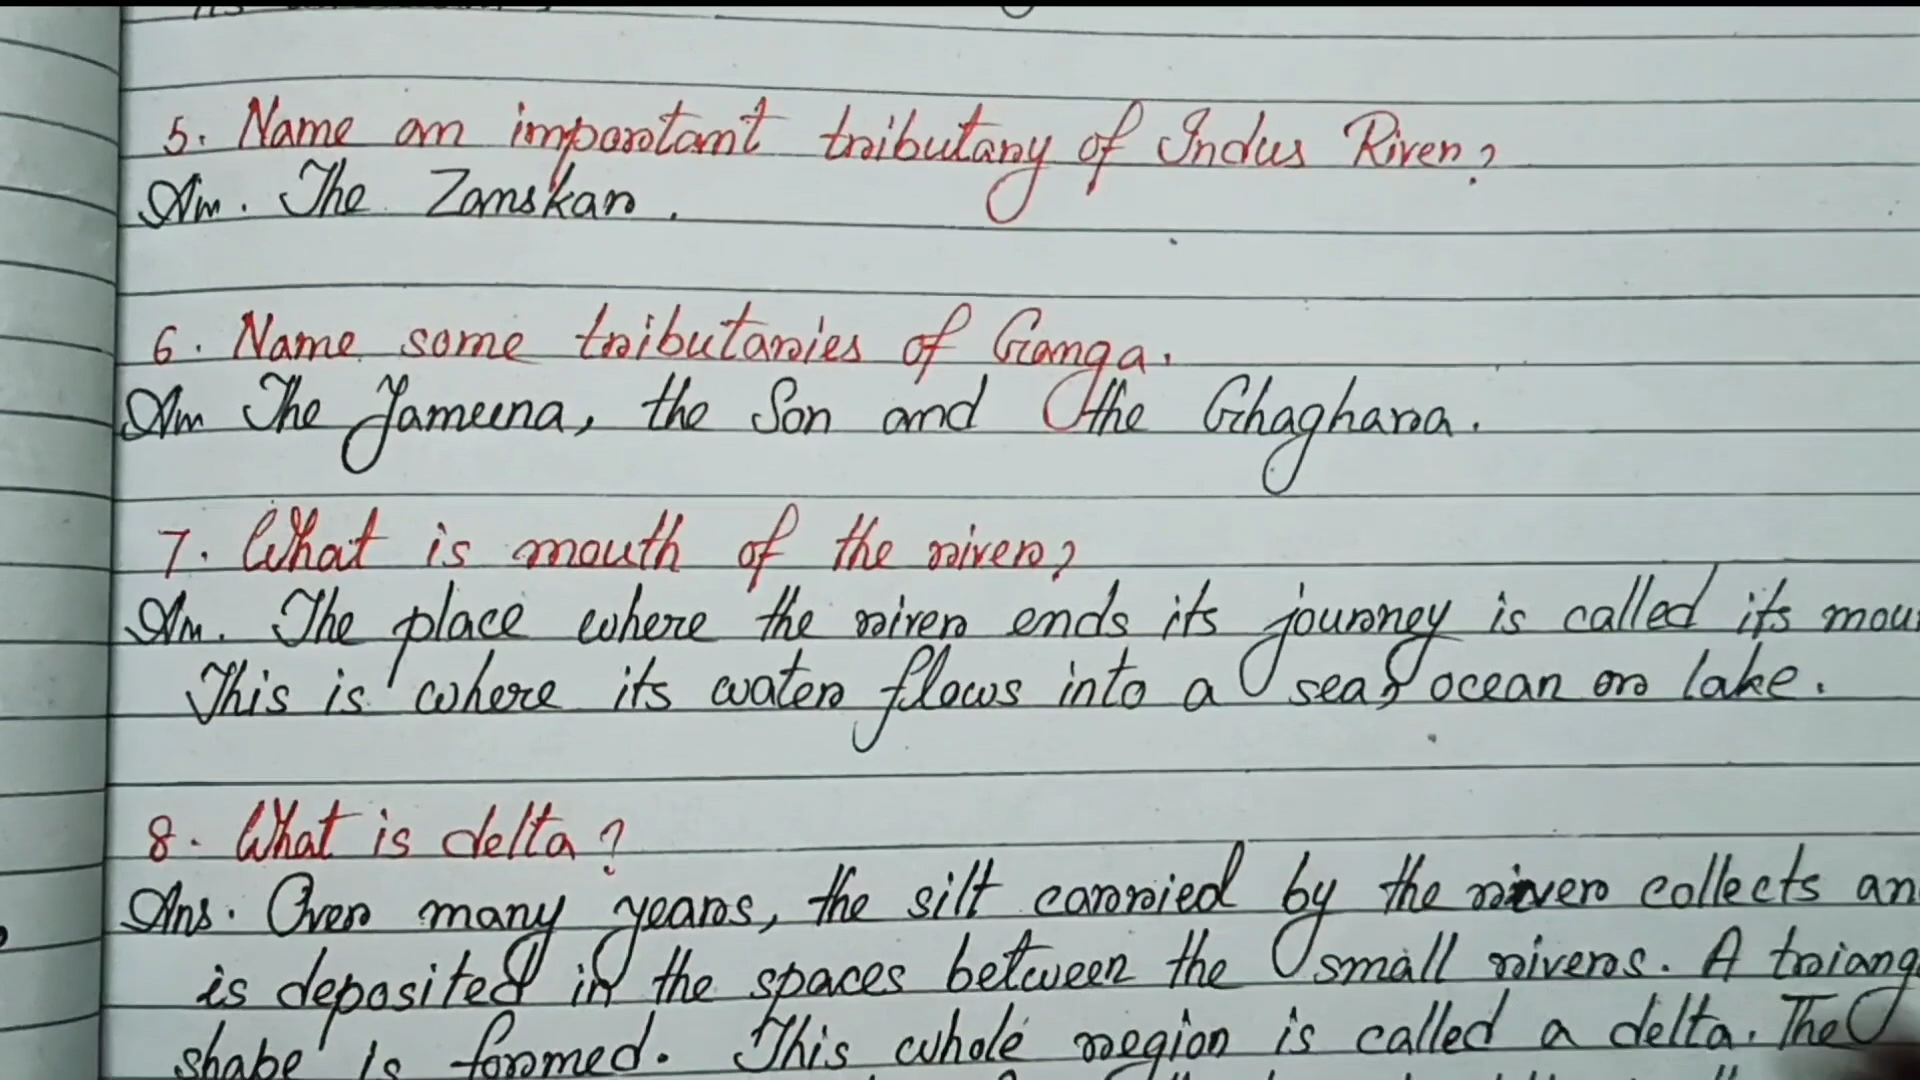 5. Name an important tributary of Indus River?
Ans. The Zanskar.
6. Name some tributaries of Ganga.
Ans The Yameena, the Son and the Ghaghara.
7. What is mouth of the river?
Ans. The place where the river ends its journey is called its mou
This is where its water flows into a sea, ocean or lake.
8. What is delta?
Ans. Over many years, the silt carried by the river collects an
is deposited in the spaces between the small rivers. A triang
shape is formed. This whole region is called a delta. The